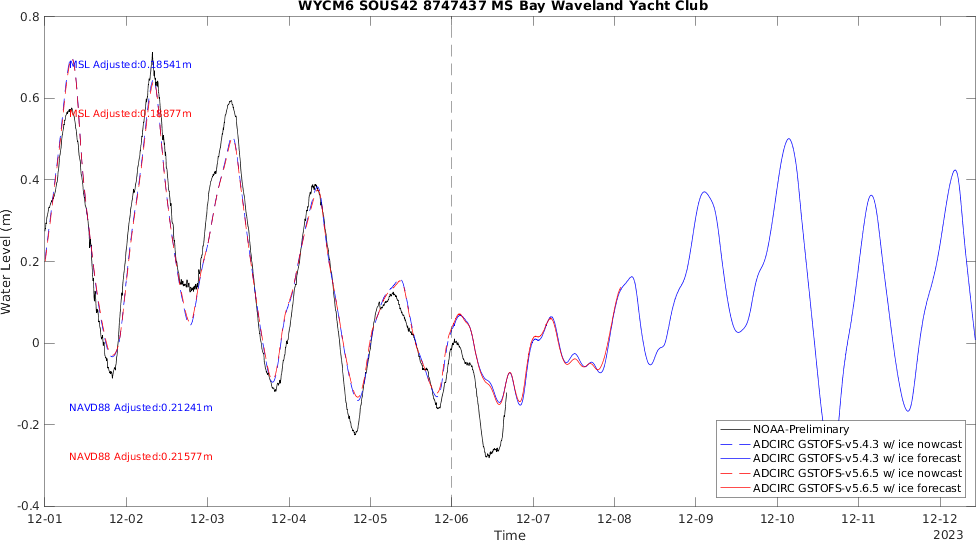 WYCM6 SOUS42 8747437 MS Bay Waveland Yacht Club
0.8
0.6
0.4
0.2
0
-0.2
-0.4
Water Level (m)
MSL Adjusted:0.18541m
MSL Adjusted:0.18877m
NAVD88 Adjusted:0.21241m
NAVD88 Adjusted:0.21577m
NOAA-Preliminary
ADCIRC GSTOFS-v5.4.3 w/ ice nowcast
ADCIRC GSTOFS-v5.4.3 w/ ice forecast
ADCIRC GSTOFS-v5.6.5 w/ ice nowcast
ADCIRC GSTOFS-v5.6.5 w/ ice forecast
12-01 12-02 12-03 12-04 12-05 12-06 12-07 12-08 12-09 12-10 12-11 12-12
2023
Time